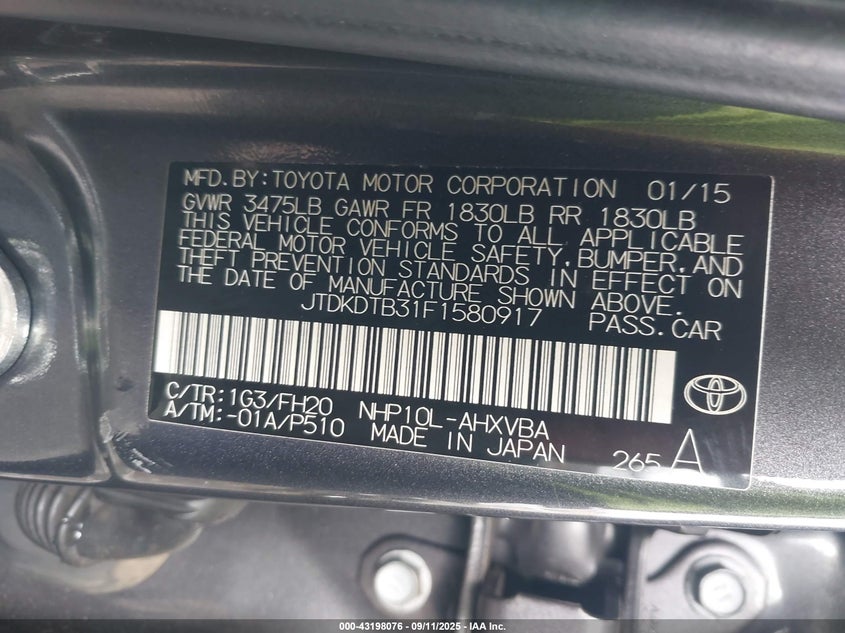 MFD.BY:TOYOTA MOTOR CORPORATION 01/15
GVWR 3475LB GAWR FR 1830LB RR 1830LB
THIS VEHICLE CONFORMS TO ALL APPLICABLE
FEDERAL MOTOR VEHICLE SAFETY,BUMPER,AND
THEFT PREVENTION STANDARDS IN EFFECT ON
THE DATE OF MANUFACTURE SHOWN ABOVE.
JTDKDTB31F1580917 PASS.CAR
C/TR:1G3/FH20 NHP10L-AHXVBA
A/TM:-01A/P510 MADE IN JAPAN
265 A
000-43198076 - 09/11/2025 - IAA Inc.